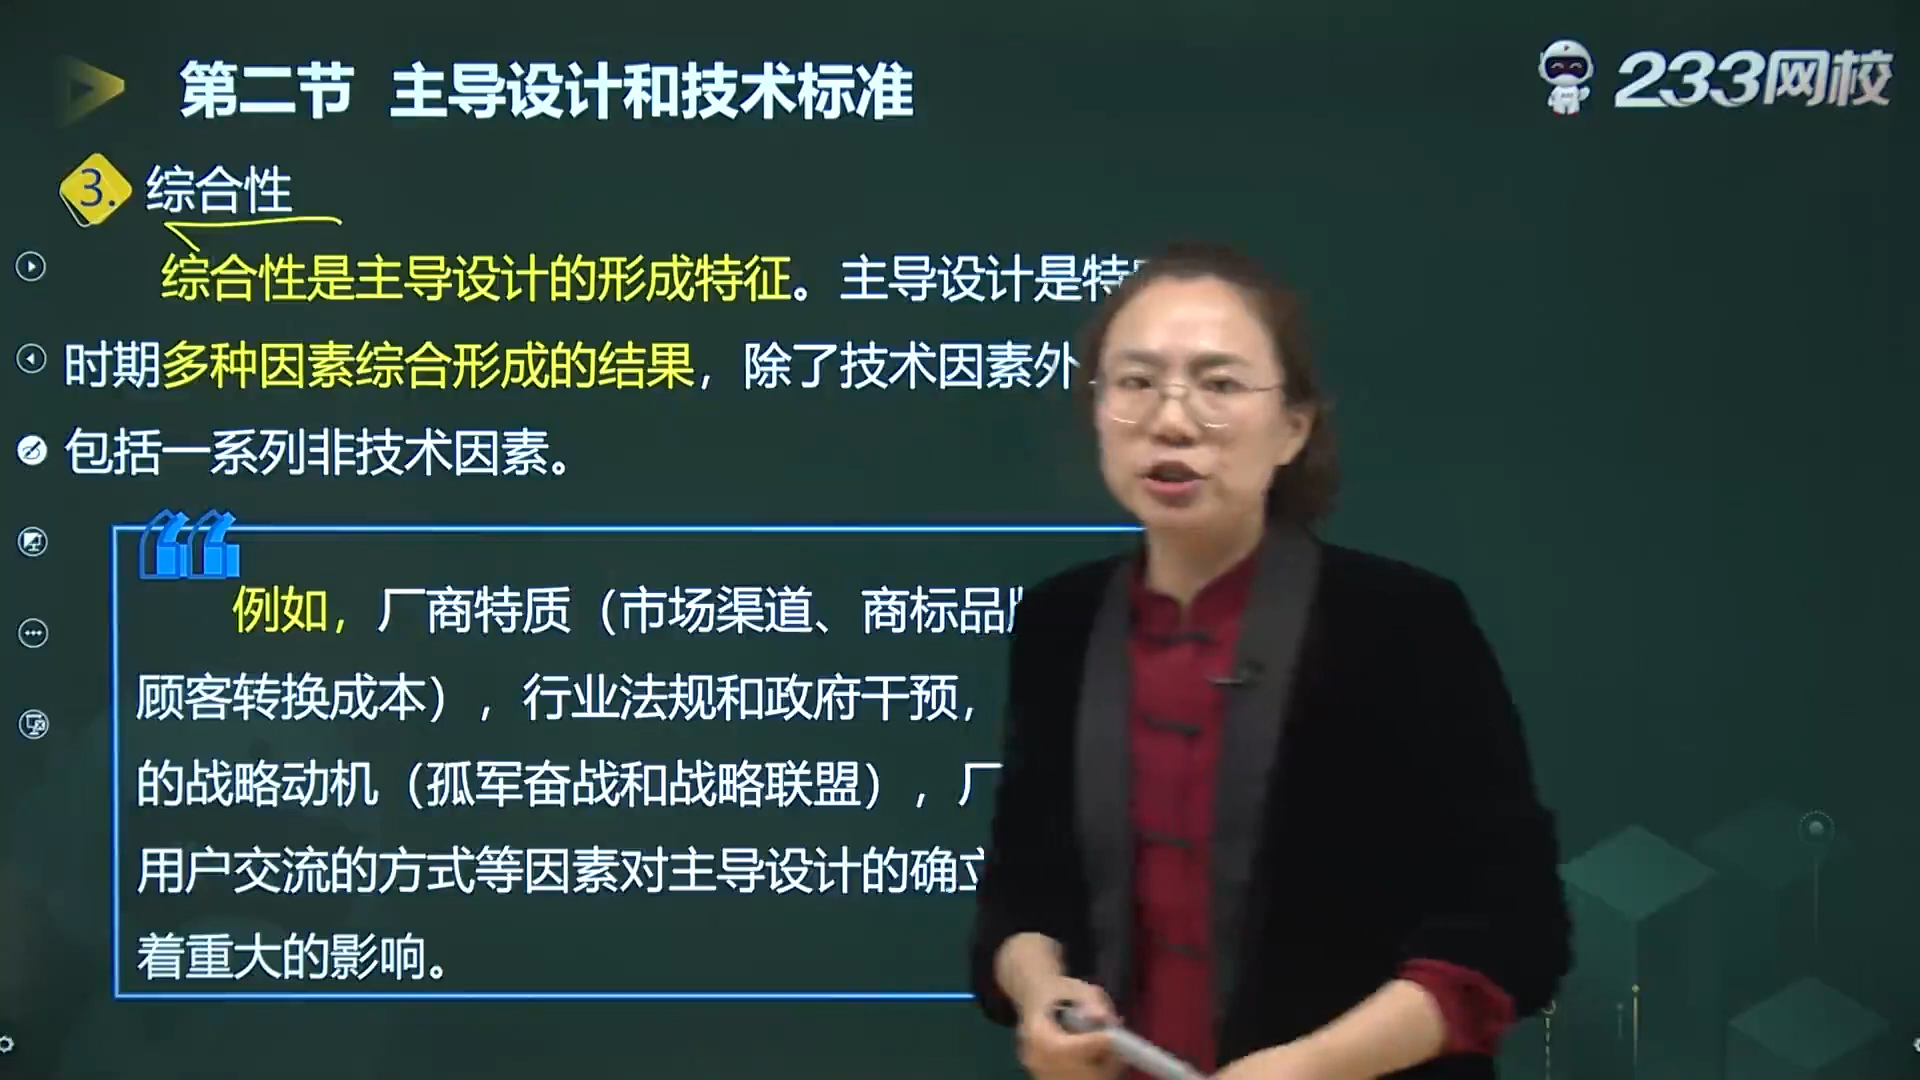 第二节 主导设计和技术标准
233网校
3. 综合性
综合性是主导设计的形成特征。主导设计是特
时期多种因素综合形成的结果，除了技术因素外
包括一系列非技术因素。
例如，厂商特质（市场渠道、商标品
顾客转换成本），行业法规和政府干预，
的战略动机（孤军奋战和战略联盟），厂
用户交流的方式等因素对主导设计的确
着重大的影响。